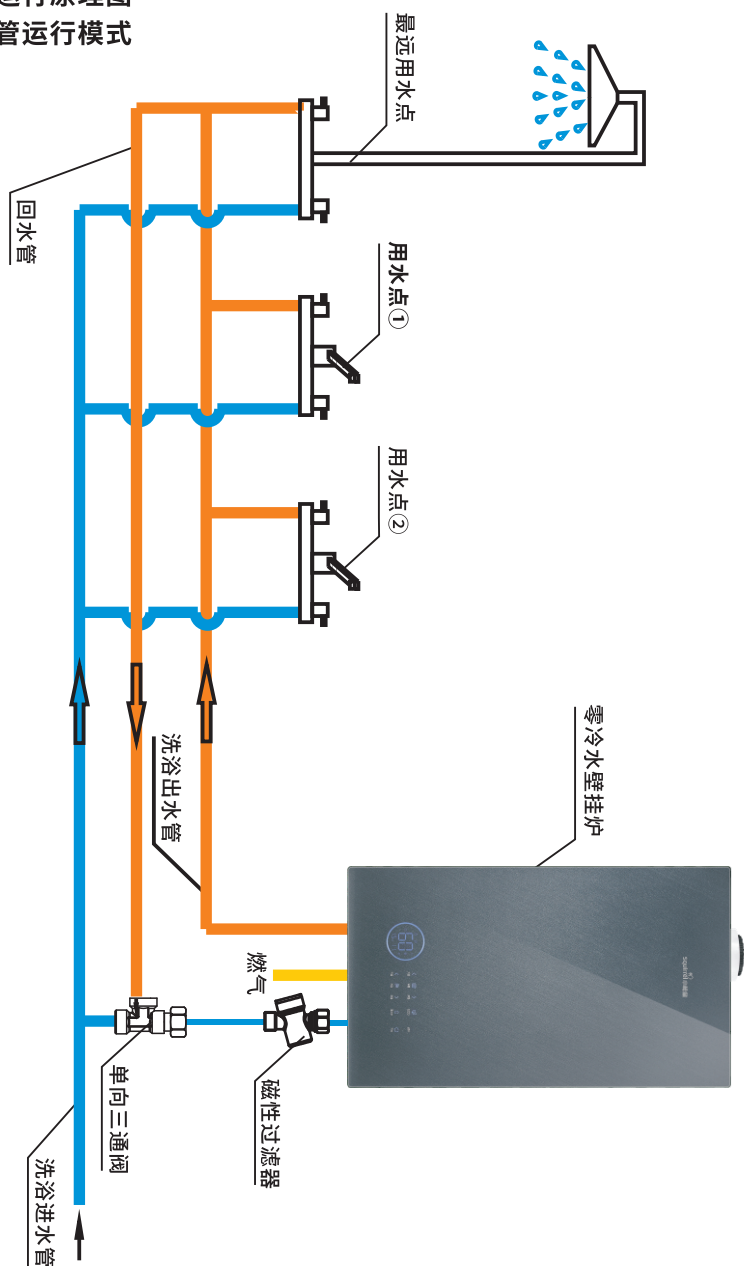 运行原理图
管运行模式
最远用水点
回水管
用水点①
用水点②
零冷水壁挂炉
洗浴出水管
燃气
60
磁性过滤器
单向三通阀
洗浴进水管